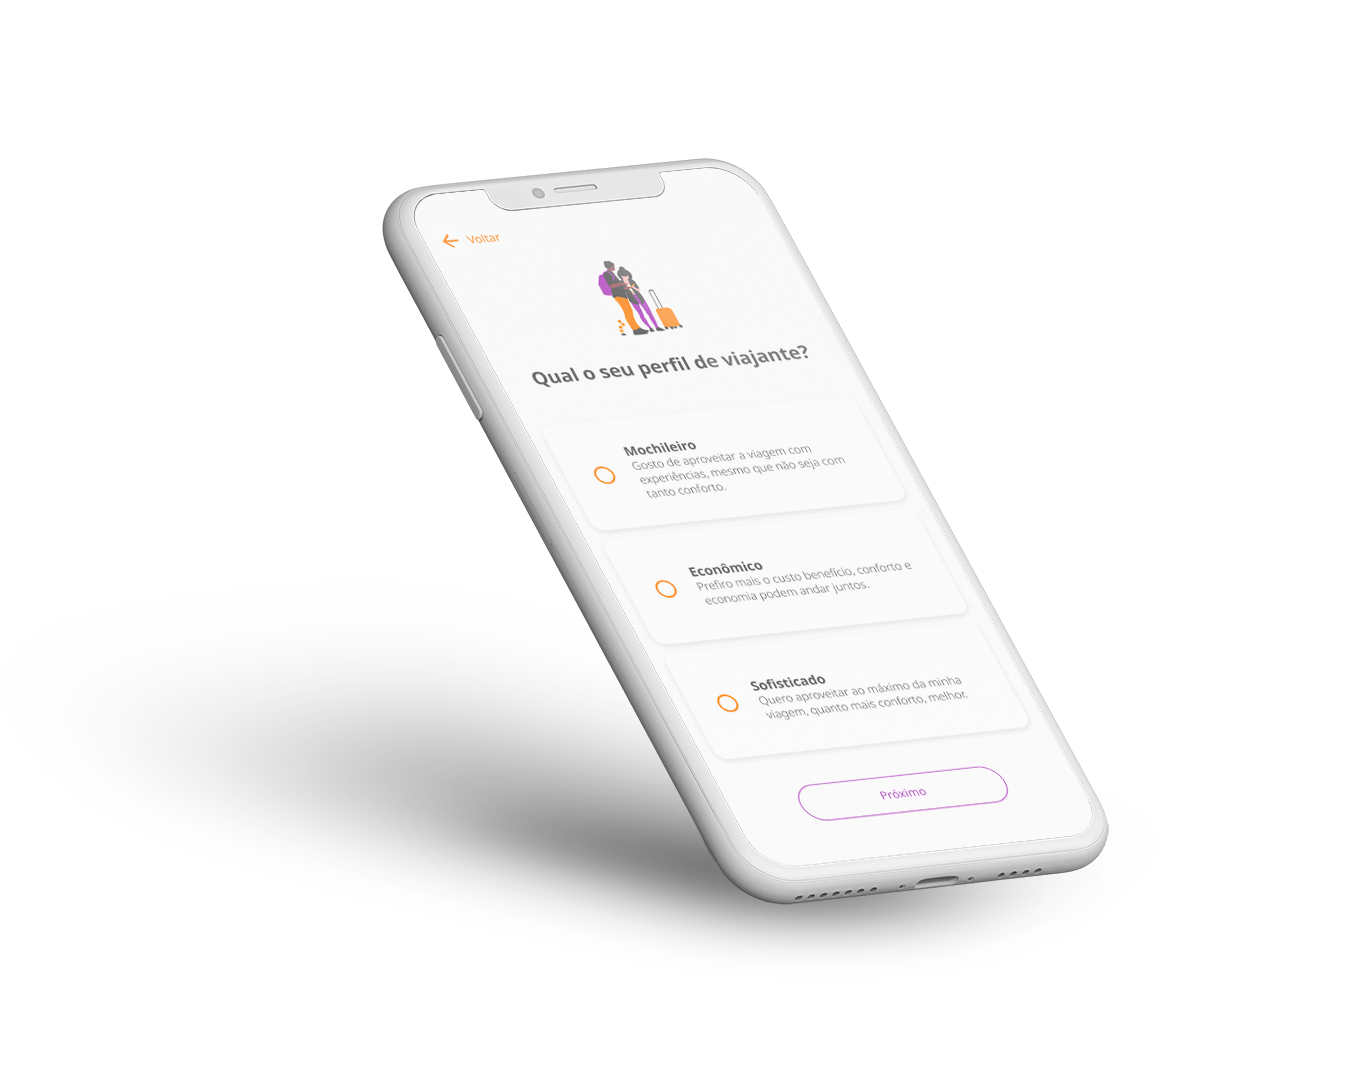 Voltar
Qual o seu perfil de viajante?
Mochileiro
Gosto de aproveitar a viagem com
experiências, mesmo que não seja com
tanto conforto.
Econômico
Prefiro mais o custo benefício, conforto e
economia podem andar juntos.
Sofisticado
Quero aproveitar ao máximo da minha
viagem, quanto mais conforto, melhor.
Próximo